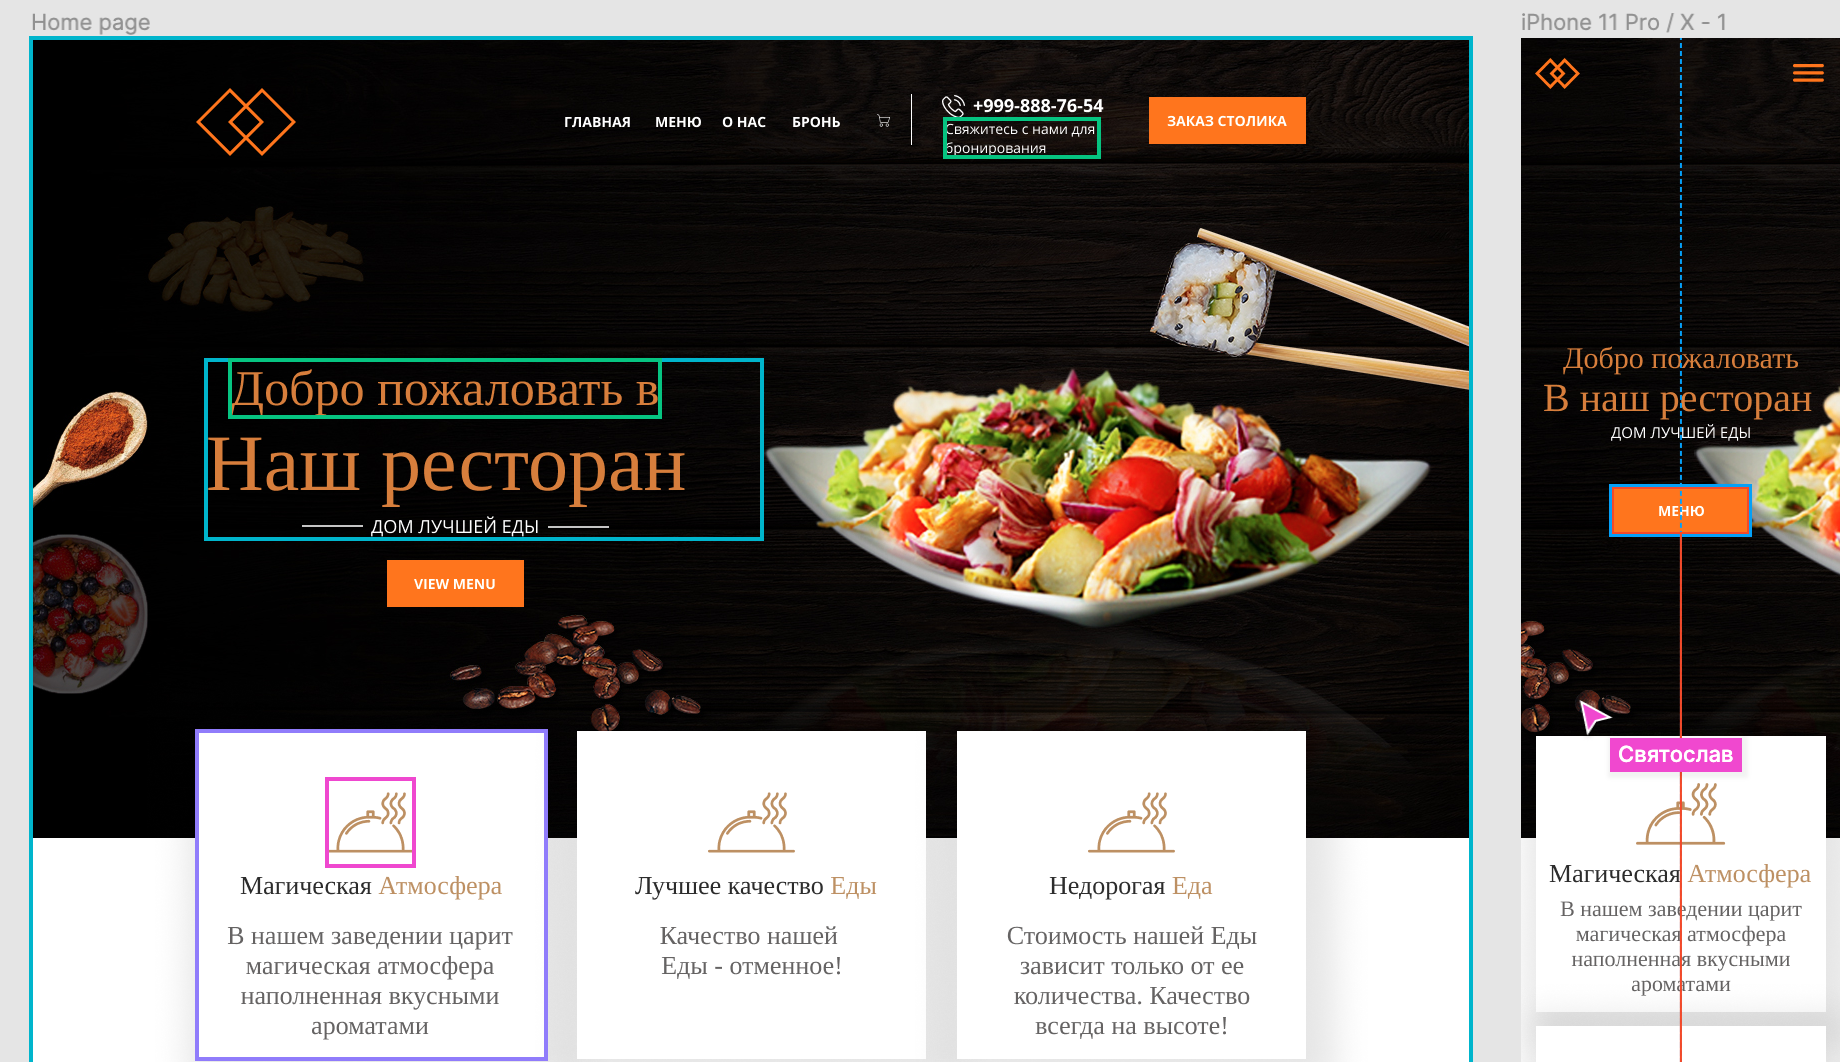 Home page
ГЛАВНАЯ МЕНЮ О НАС БРОНЬ
+999-888-76-54
Свяжитесь с нами для
бронирования
ЗАКАЗ СТОЛИКА
Добро пожаловать в
Наш ресторан
ДОМ ЛУЧШЕЙ ЕДЫ
VIEW MENU
Магическая Атмосфера
В нашем заведении царит
магическая атмосфера
наполненная вкусными
ароматами
Лучшее качество Еды
Качество нашей
Еды - отменное!
Недорогая Еда
Стоимость нашей Еды
зависит только от ее
количества. Качество
всегда на высоте!
iPhone 11 Pro / X - 1
Добро пожаловать
В наш ресторан
ДОМ ЛУЧШЕЙ ЕДЫ
МЕНЮ
Святослав
Магическая Атмосфера
В нашем заведении царит
магическая атмосфера
наполненная вкусными
ароматами